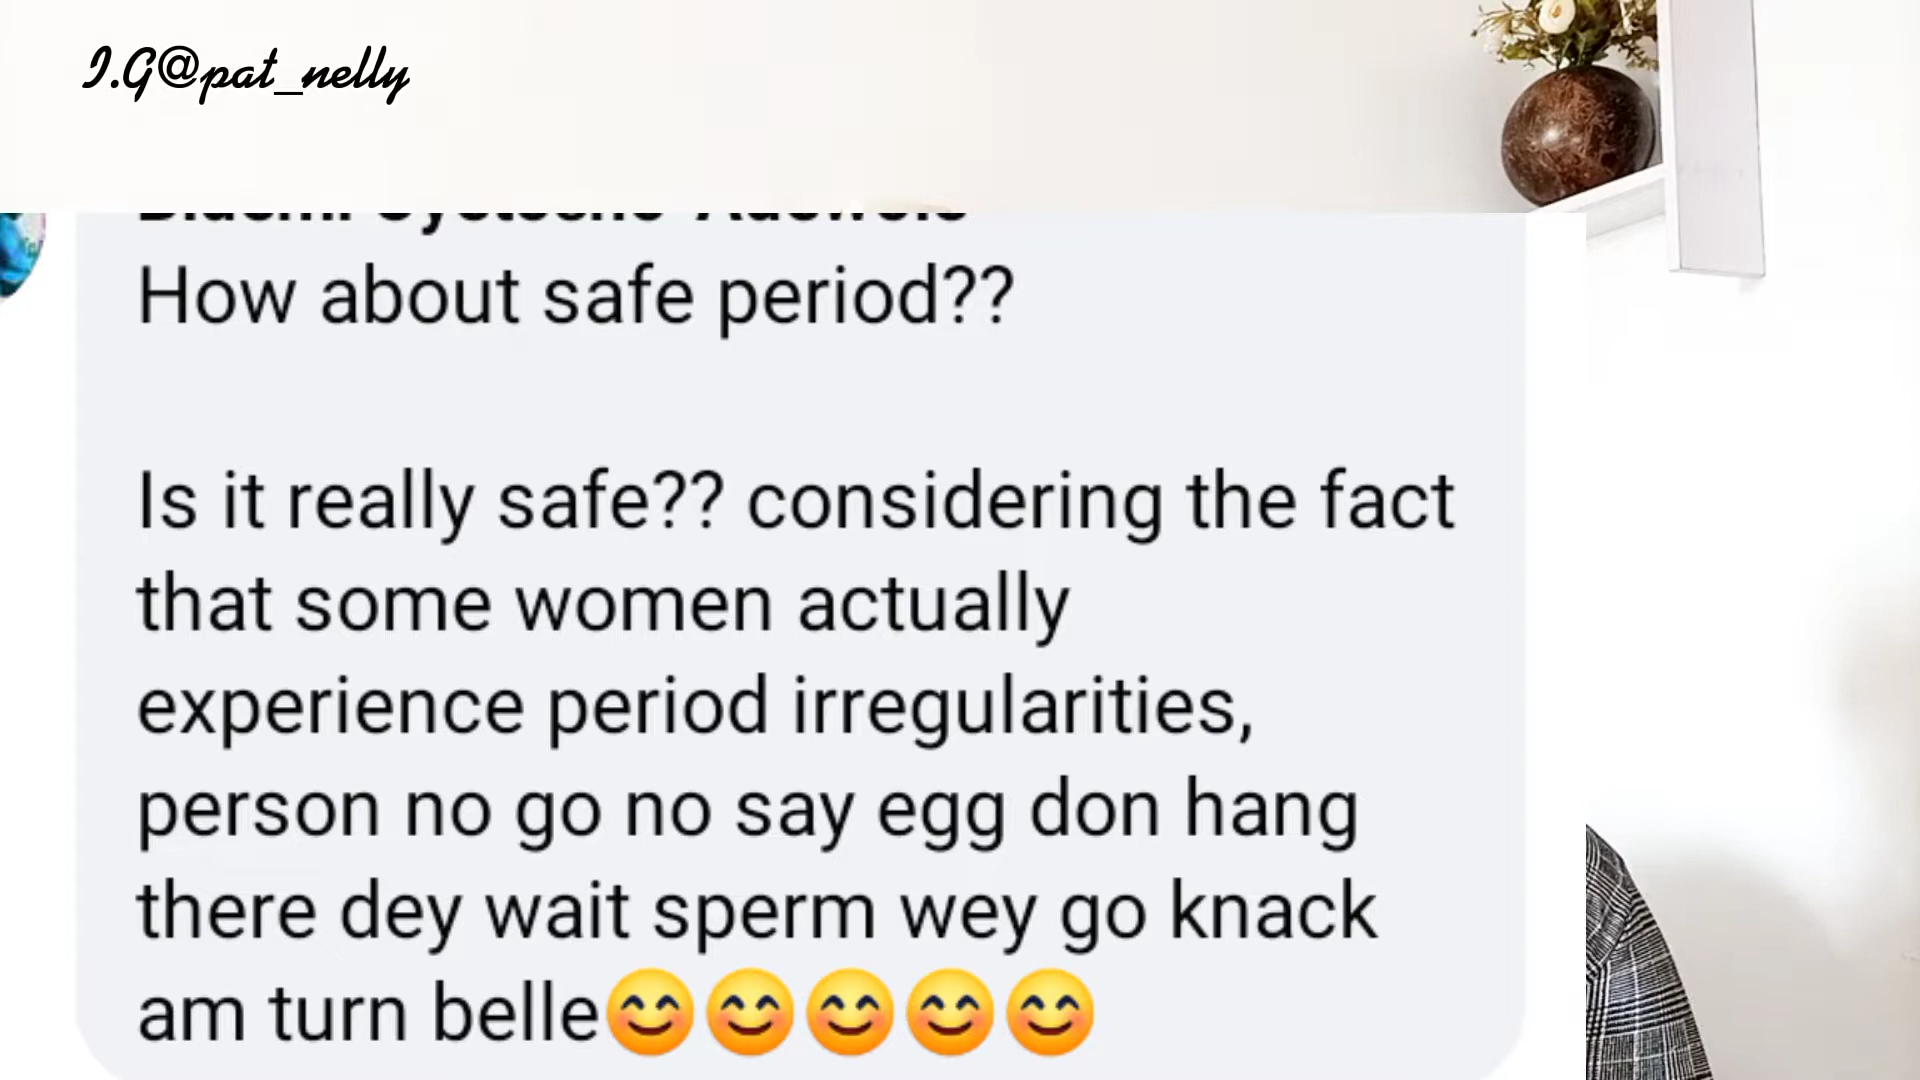 I.G@pat_nelly
How about safe period??
Is it really safe?? considering the fact
that some women actually
experience period irregularities,
person no go no say egg don hang
there dey wait sperm wey go knack
am turn belle😊😊😊😊😊